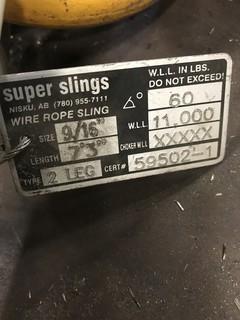 super slings
NISKU, AB (780) 955-7111
WIRE ROPE SLING
SIZE 9/16"
LENGTH 7'3"
TYPE 2 LEG
W.L.L. IN LBS.
DO NOT EXCEED!
∠° 60
W.L.L. 11.000
CHOKER W.L.L. XXXXX
CERT# 59502-1